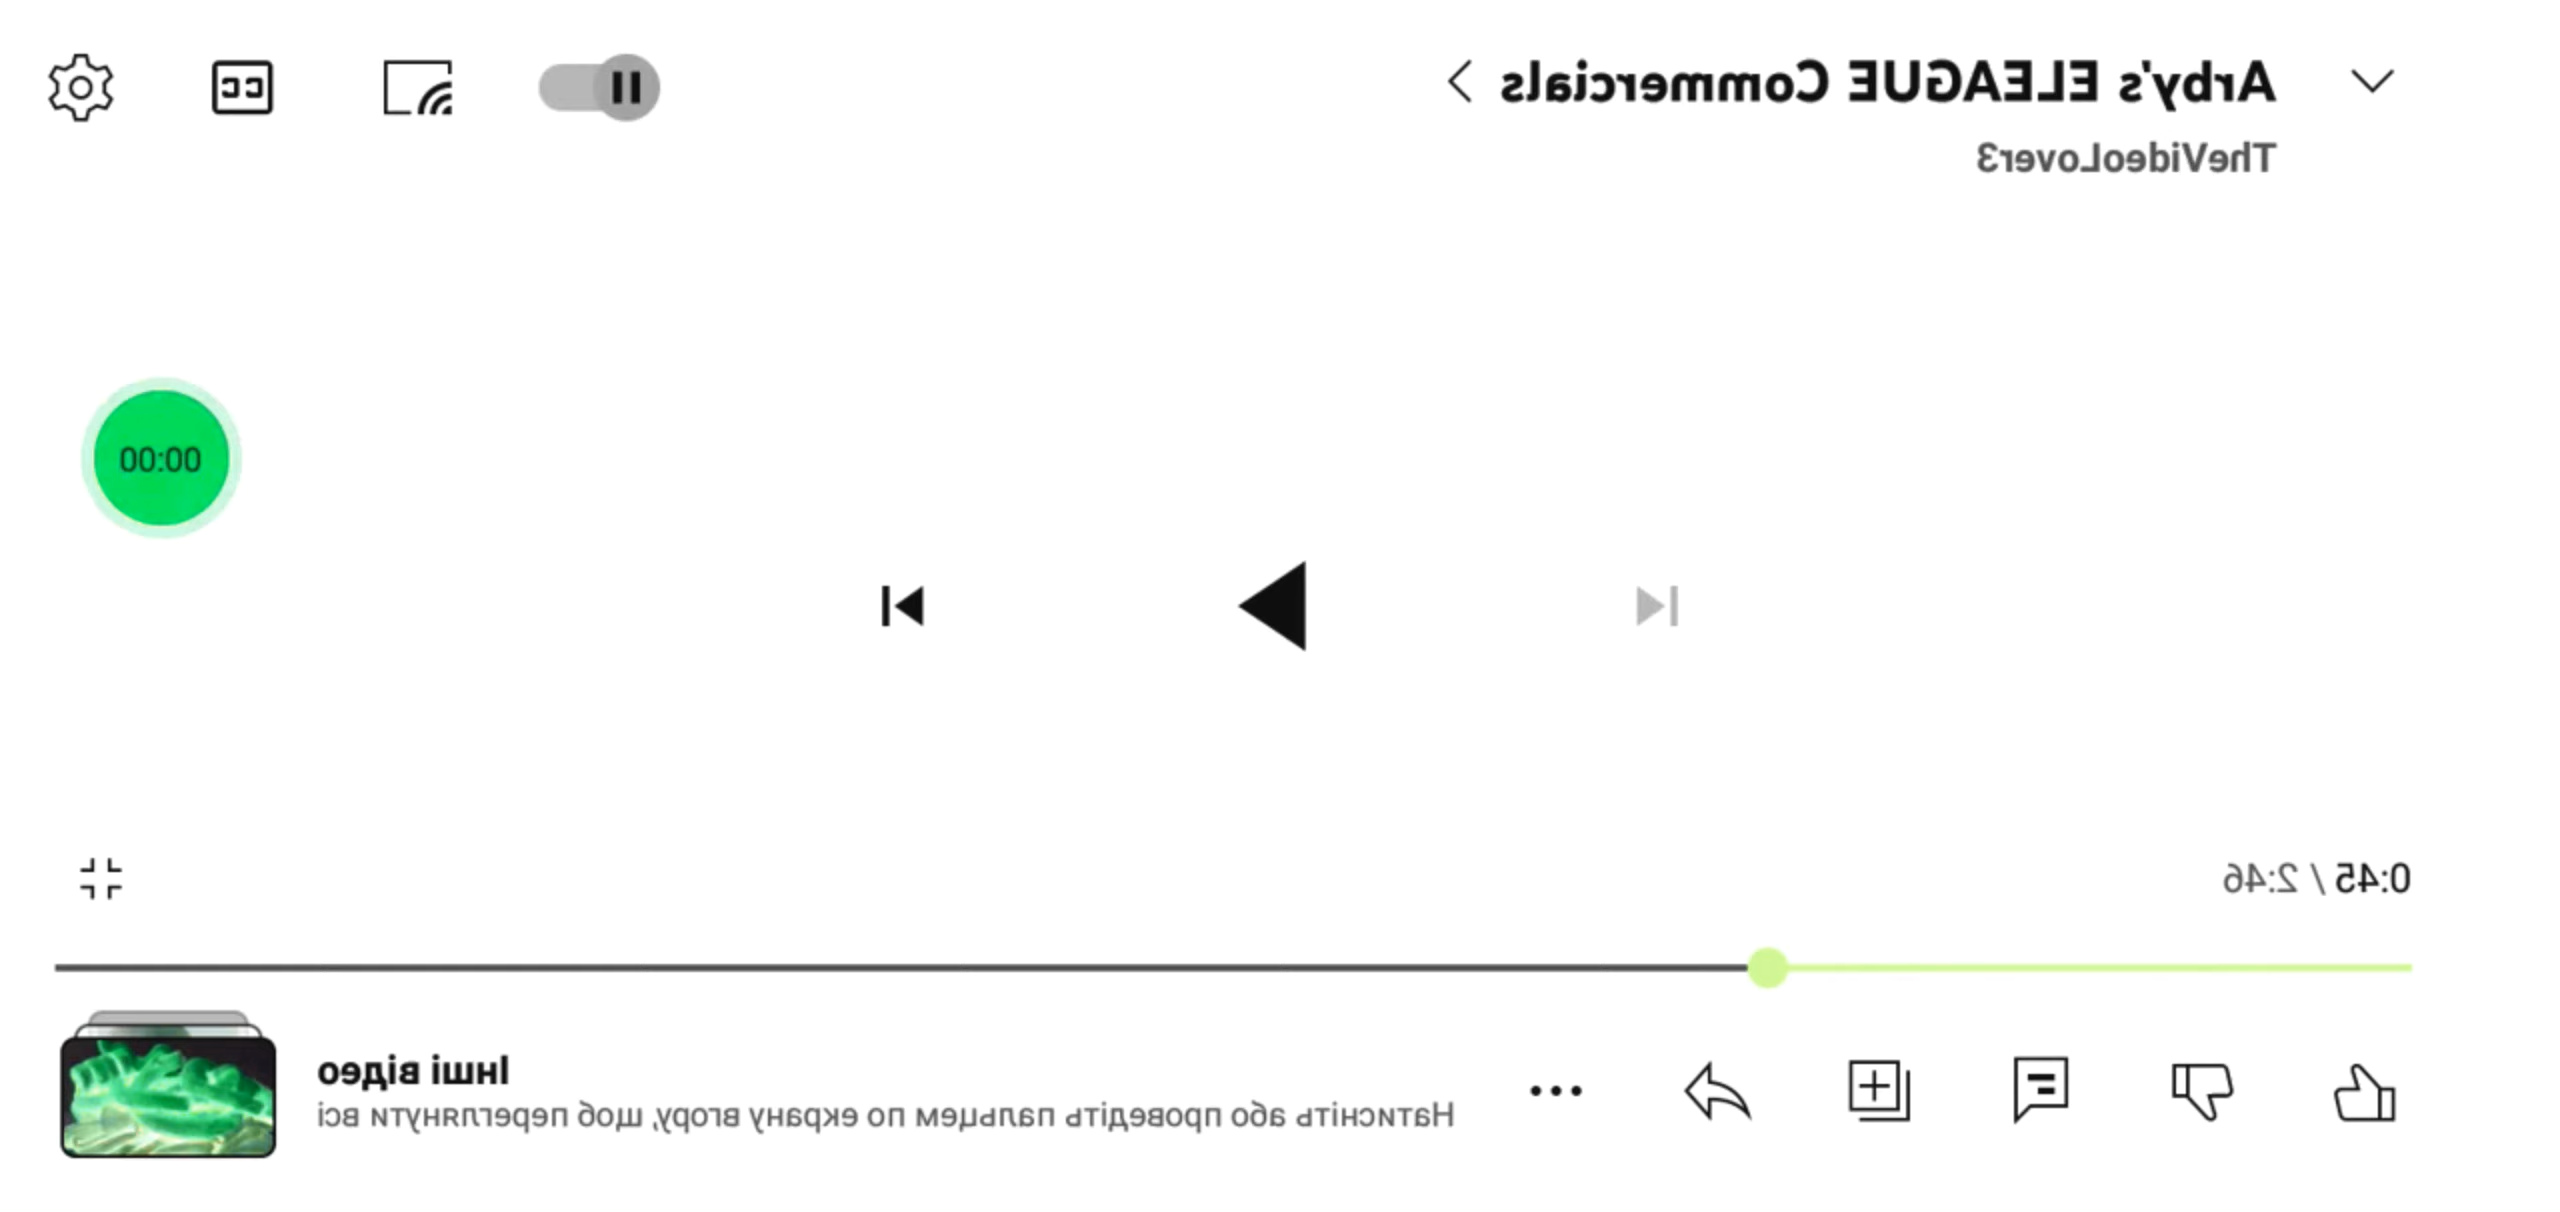 Arby's ELEAGUE Commercials
TheVideoLover3
CC
00:00
0:45 / 2:46
Інші відео
Натисніть або проведіть пальцем по екрану вгору, щоб переглянути всі